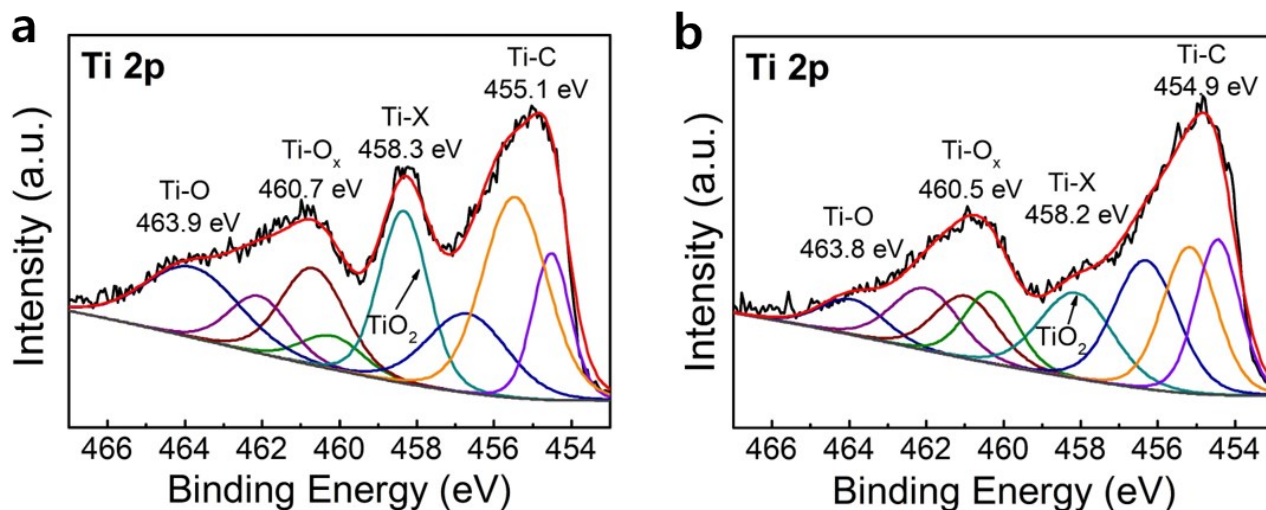 a
Ti 2p
Ti-C
455.1 eV
Ti-X
458.3 eV
Ti-Oₓ
460.7 eV
Ti-O
463.9 eV
TiO₂
Intensity (a.u.)
466 464 462 460 458 456 454
Binding Energy (eV)
b
Ti 2p
Ti-C
454.9 eV
Ti-Oₓ
460.5 eV
Ti-X
458.2 eV
Ti-O
463.8 eV
TiO₂
Intensity (a.u.)
466 464 462 460 458 456 454
Binding Energy (eV)